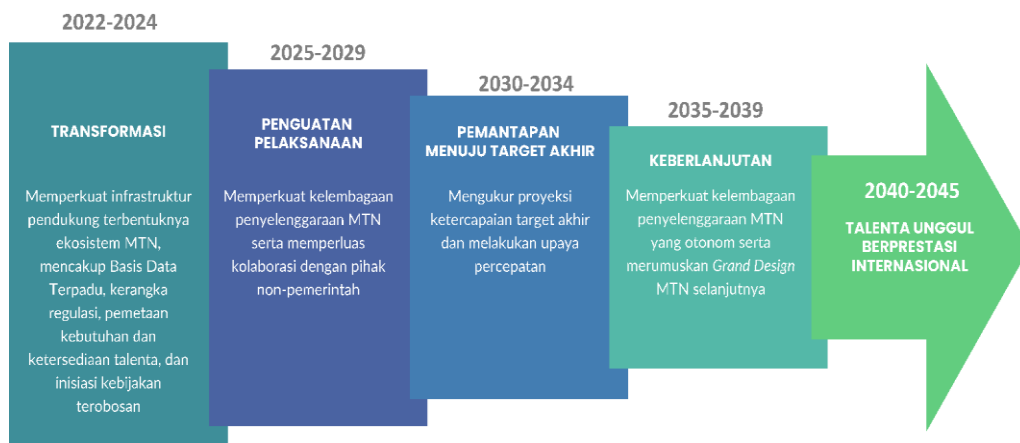 2022-2024
TRANSFORMASI
Memperkuat infrastruktur
pendukung terbentuknya
ekosistem MTN,
mencakup Basis Data
Terpadu, kerangka
regulasi, pemetaan
kebutuhan dan
ketersediaan talenta, dan
inisiasi kebijakan
terobosan
2025-2029
PENGUATAN
PELAKSANAAN
Memperkuat kelembagaan
penyelenggaraan MTN
serta memperluas
kolaborasi dengan pihak
non-pemerintah
2030-2034
PEMANTAPAN
MENUJU TARGET AKHIR
Mengukur proyeksi
ketercapaian target akhir
dan melakukan upaya
percepatan
2035-2039
KEBERLANJUTAN
Memperkuat kelembagaan
penyelenggaraan MTN
yang otonom serta
merumuskan Grand Design
MTN selanjutnya
2040-2045
TALENTA UNGGUL
BERPRESTASI
INTERNASIONAL